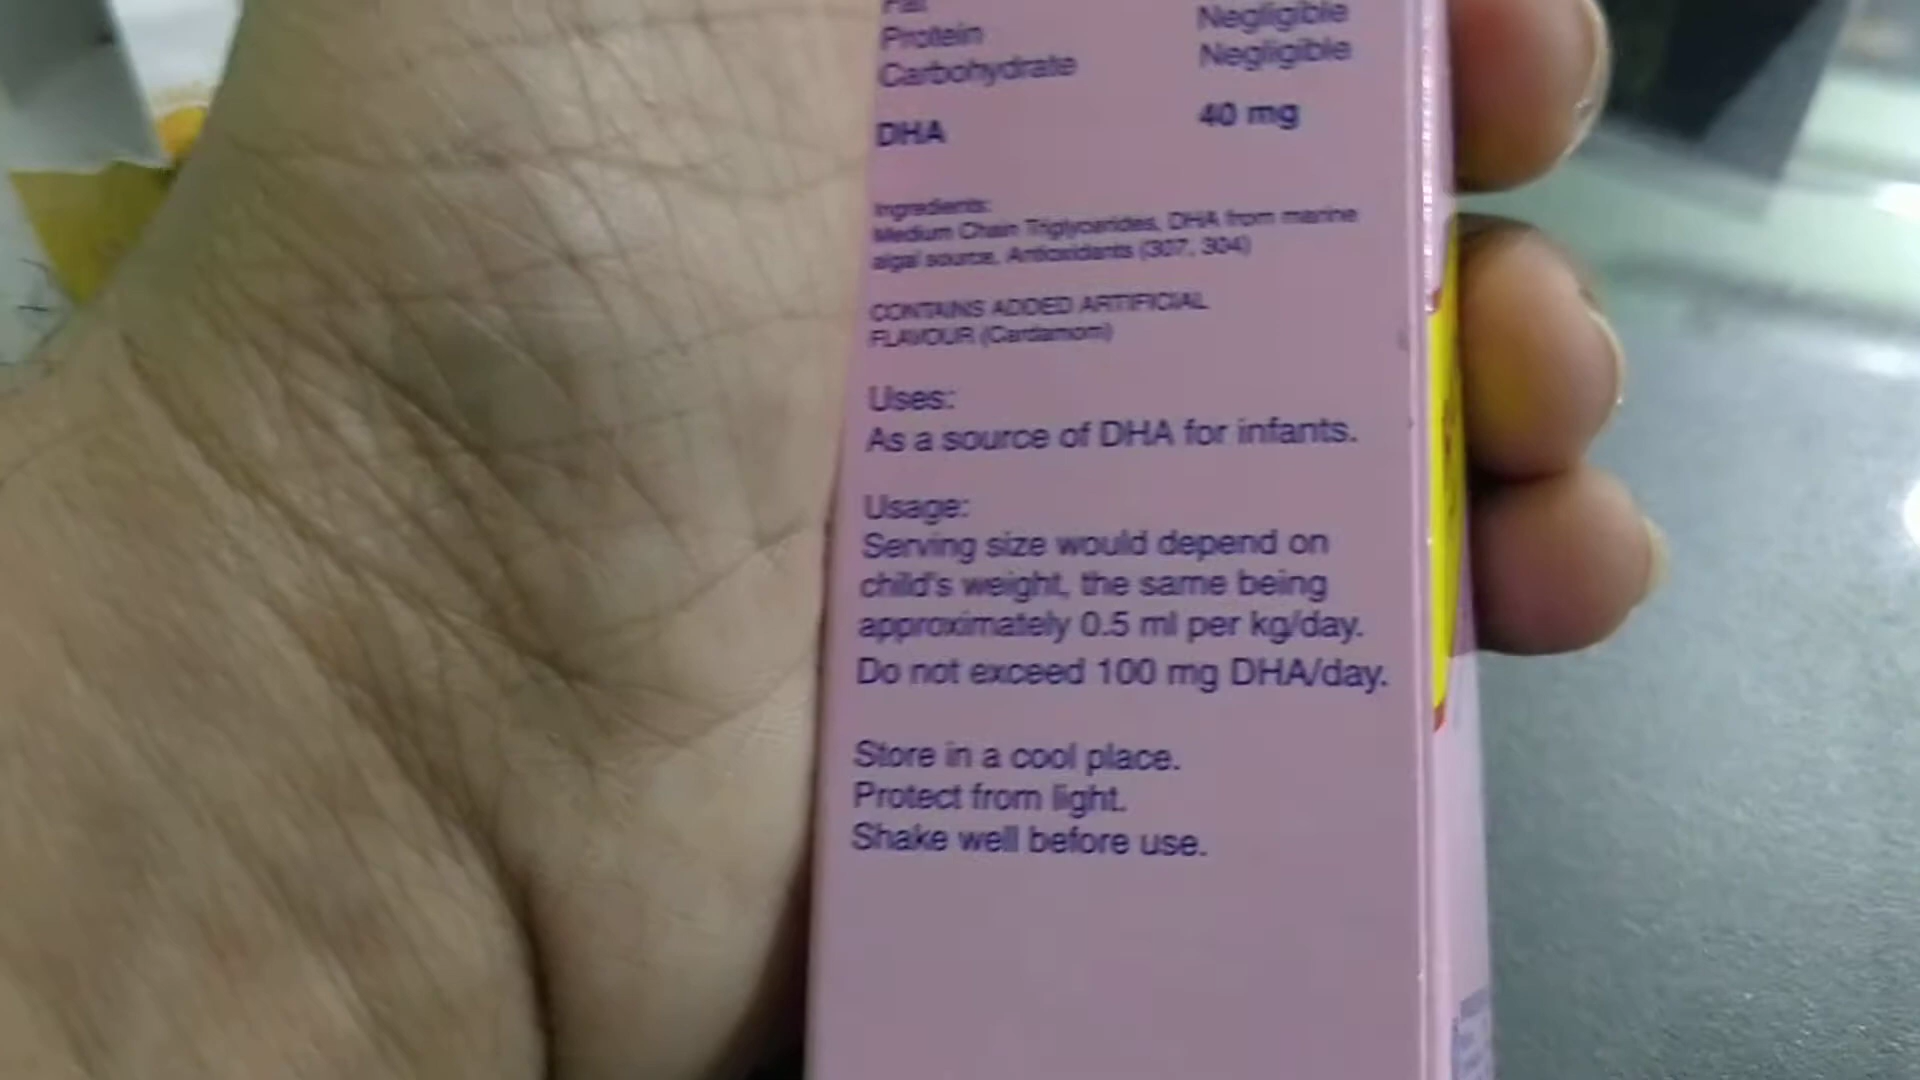 Fat
Protein Negligible
Carbohydrate Negligible
DHA 40 mg
Ingredients:
Medium Chain Triglycerides, DHA from marine
algal source, Antioxidants (307, 304)
CONTAINS ADDED ARTIFICIAL
FLAVOUR (Cardamom)
Uses:
As a source of DHA for infants.
Usage:
Serving size would depend on
child's weight, the same being
approximately 0.5 ml per kg/day.
Do not exceed 100 mg DHA/day.
Store in a cool place.
Protect from light.
Shake well before use.